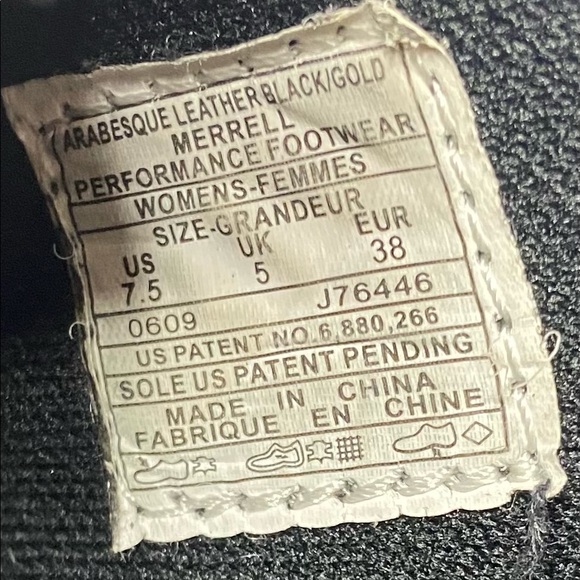 ARABESQUE LEATHER BLACK/GOLD
MERRELL
PERFORMANCE FOOTWEAR
WOMENS-FEMMES
SIZE-GRANDEUR
US UK EUR
7.5 5 38
0609 J76446
US PATENT NO.6,880,266
SOLE US PATENT PENDING
MADE IN CHINA
FABRIQUE EN CHINE